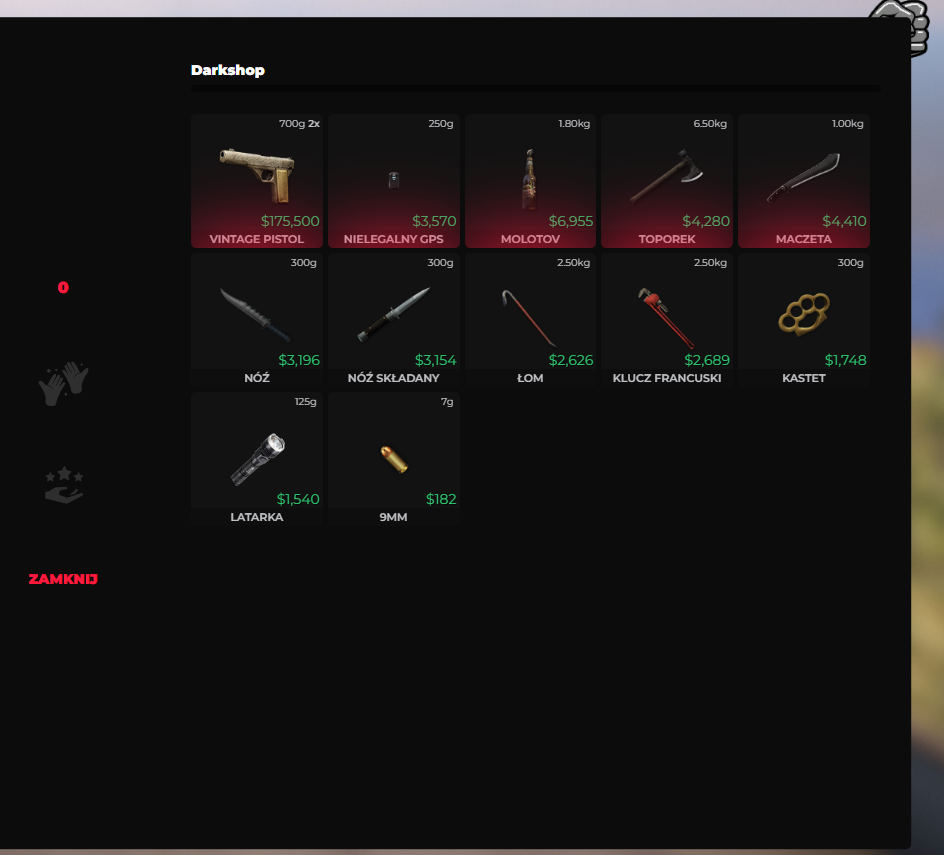 Darkshop
700g 2x
$175,500
VINTAGE PISTOL
250g
$3,570
NIELEGALNY GPS
1.80kg
$6,955
MOLOTOV
6.50kg
$4,280
TOPOREK
1.00kg
$4,410
MACZETA
300g
$3,196
NÓŻ
300g
$3,154
NÓŻ SKŁADANY
2.50kg
$2,626
ŁOM
2.50kg
$2,689
KLUCZ FRANCUSKI
300g
$1,748
KASTET
125g
$1,540
LATARKA
7g
$182
9MM
0
ZAMKNIJ